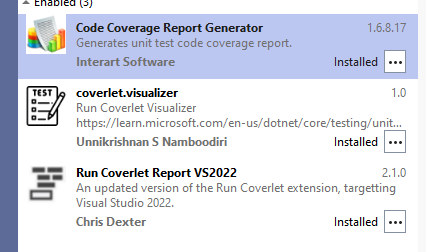 Enabled (3)
Code Coverage Report Generator 1.6.8.17
Generates unit test code coverage report.
Interart Software Installed ...
TEST
coverlet.visualizer 1.0
Run Coverlet Visualizer
https://learn.microsoft.com/en-us/dotnet/core/testing/unit...
Unnikrishnan S Namboodiri Installed ...
Run Coverlet Report VS2022 2.1.0
An updated version of the Run Coverlet extension, targetting
Visual Studio 2022.
Chris Dexter Installed ...